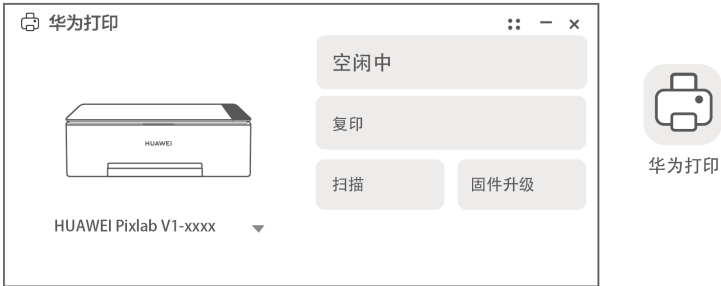 华为打印
空闲中
复印
HUAWEI
扫描
固件升级
华为打印
HUAWEI Pixlab V1-xxxx